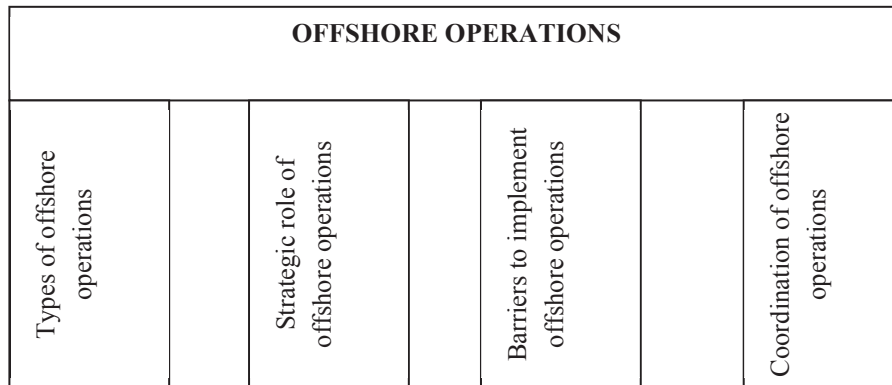 OFFSHORE OPERATIONS
Types of offshore
operations
Strategic role of
offshore operations
Barriers to implement
offshore operations
Coordination of offshore
operations